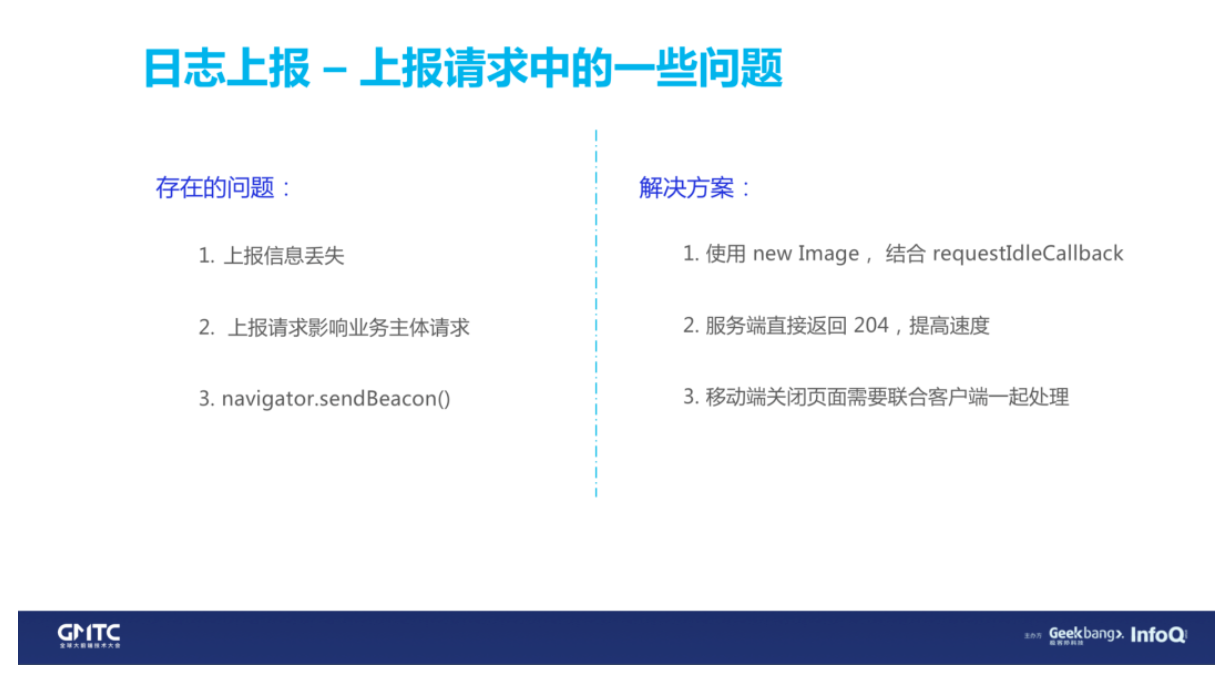 日志上报 – 上报请求中的一些问题
存在的问题：
1. 上报信息丢失
2. 上报请求影响业务主体请求
3. navigator.sendBeacon()
解决方案：
1. 使用 new Image， 结合 requestIdleCallback
2. 服务端直接返回 204，提高速度
3. 移动端关闭页面需要联合客户端一起处理
GMTC
全球大前端技术大会
主办方 Geekbang>. InfoQ
极客邦科技